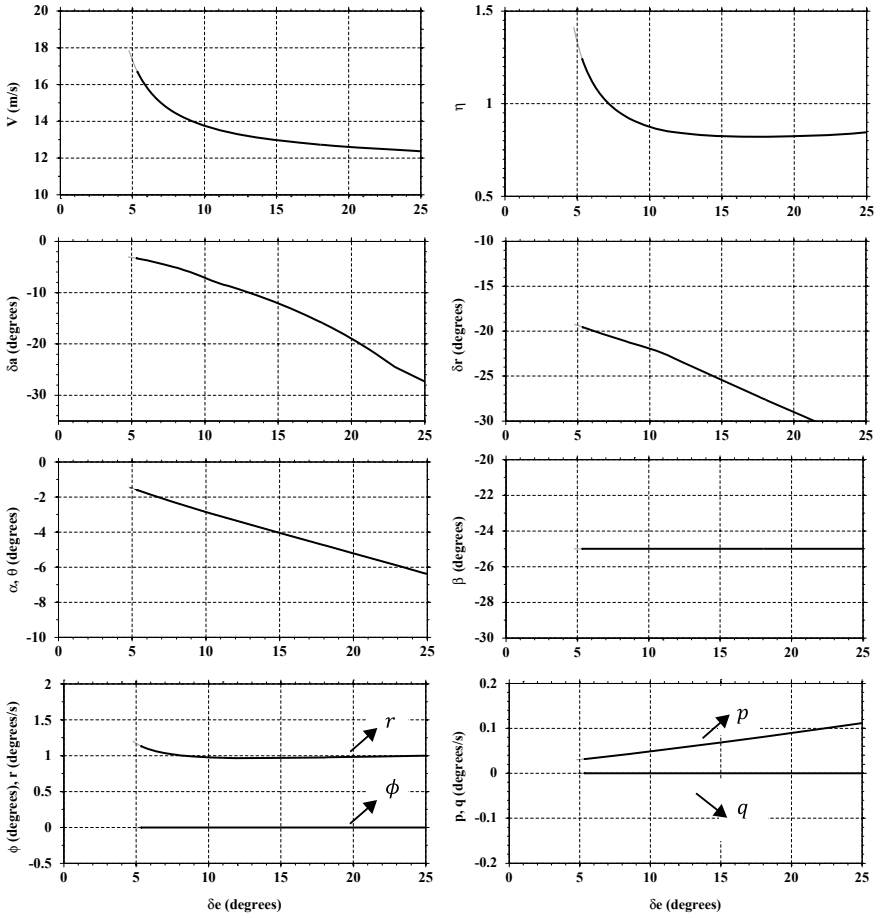 V (m/s)
20
18
16
14
12
10
0 5 10 15 20 25
η
1.5
1
0.5
0 5 10 15 20 25
δa (degrees)
0
-10
-20
-30
0 5 10 15 20 25
δr (degrees)
-10
-15
-20
-25
-30
0 5 10 15 20 25
α, θ (degrees)
0
-2
-4
-6
-8
-10
0 5 10 15 20 25
β (degrees)
-20
-22
-24
-26
-28
-30
0 5 10 15 20 25
ϕ (degrees), r (degrees/s)
2
1.5
1
0.5
0
-0.5
r
ϕ
0 5 10 15 20 25
δe (degrees)
p, q (degrees/s)
0.2
0.1
0
-0.1
-0.2
p
q
0 5 10 15 20 25
δe (degrees)